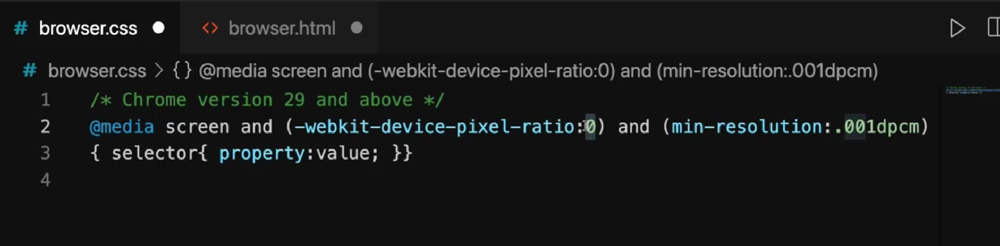 # browser.css ● <> browser.html ●
# browser.css > {} @media screen and (-webkit-device-pixel-ratio:0) and (min-resolution:.001dpcm)
1 /* Chrome version 29 and above */
2 @media screen and (-webkit-device-pixel-ratio:0) and (min-resolution:.001dpcm)
3 { selector{ property:value; }}
4